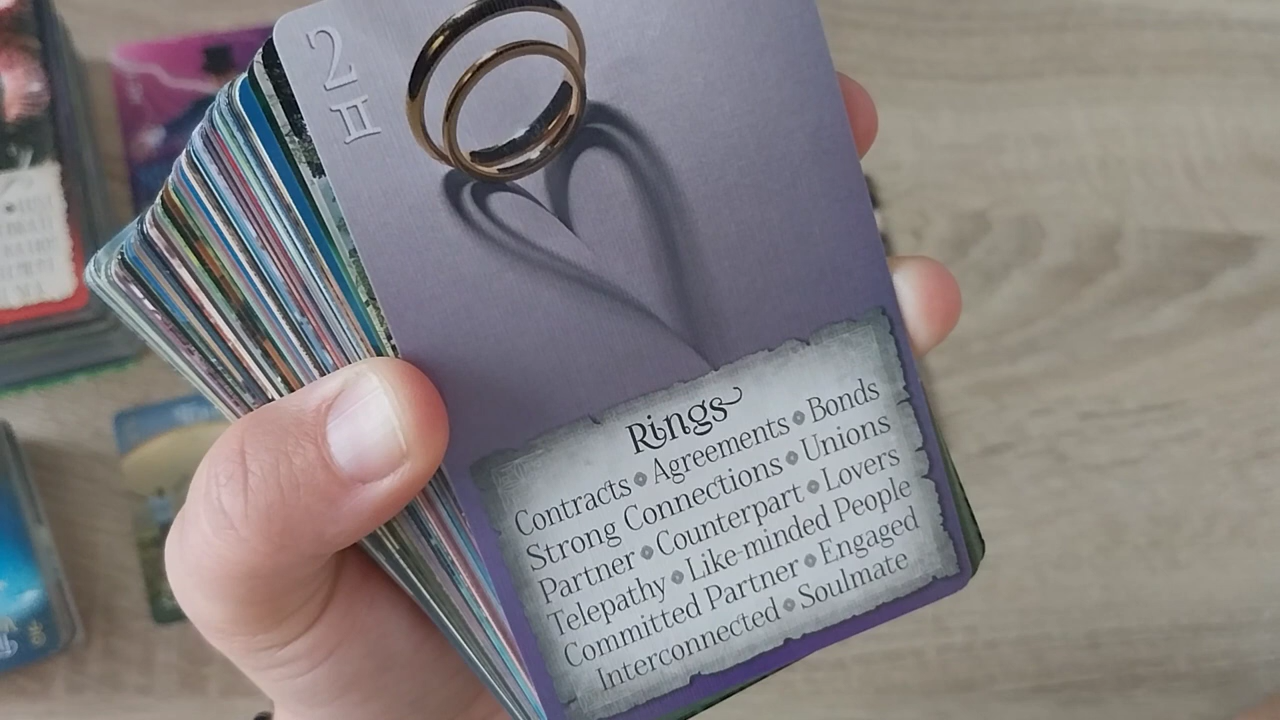 2
♊
Rings
Contracts • Agreements • Bonds
Strong Connections • Unions
Partner • Counterpart • Lovers
Telepathy • Like-minded People
Committed Partner • Engaged
Interconnected • Soulmate